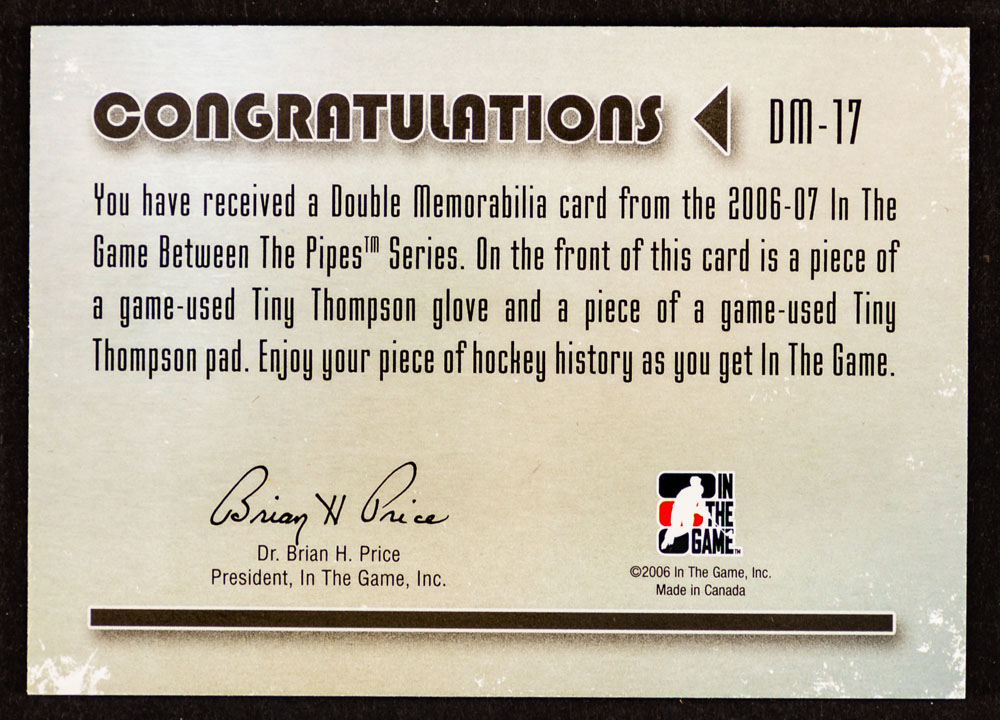 CONGRATULATIONS DM-17
You have received a Double Memorabilia card from the 2006-07 In The
Game Between The Pipes™ Series. On the front of this card is a piece of
a game-used Tiny Thompson glove and a piece of a game-used Tiny
Thompson pad. Enjoy your piece of hockey history as you get In The Game.
Brian H Price
Dr. Brian H. Price
President, In The Game, Inc.
IN
THE
GAME™
©2006 In The Game, Inc.
Made in Canada